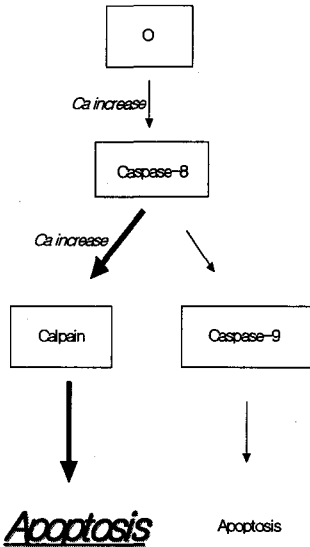 O
Ca increase
Caspase-8
Ca increase
Calpain
Caspase-9
Apoptosis
Apoptosis